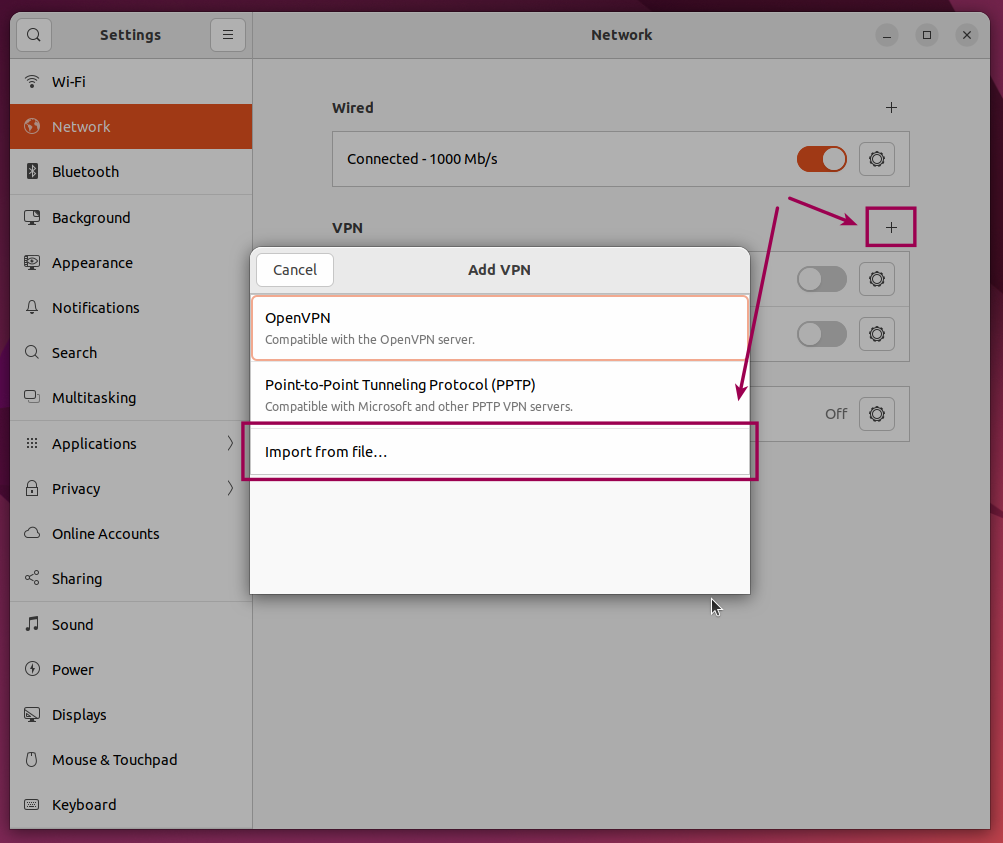 Settings
Network
Wi-Fi
Network
Bluetooth
Background
Appearance
Notifications
Search
Multitasking
Applications
Privacy
Online Accounts
Sharing
Sound
Power
Displays
Mouse & Touchpad
Keyboard
Wired
Connected - 1000 Mb/s
VPN
Off
Cancel
Add VPN
OpenVPN
Compatible with the OpenVPN server.
Point-to-Point Tunneling Protocol (PPTP)
Compatible with Microsoft and other PPTP VPN servers.
Import from file…